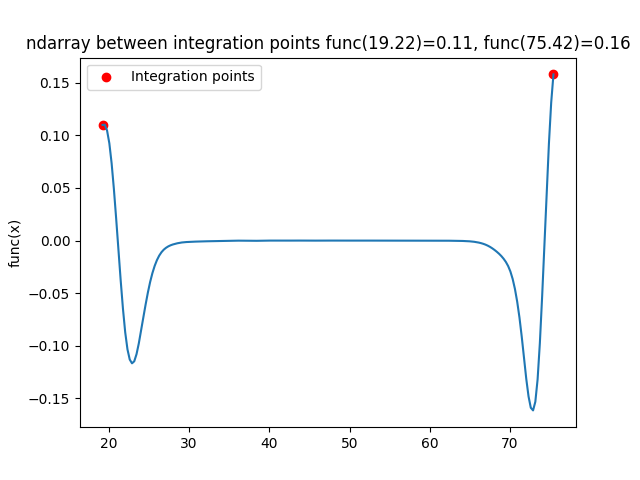 ndarray between integration points func(19.22)=0.11, func(75.42)=0.16
Integration points
func(x)
0.15
0.10
0.05
0.00
−0.05
−0.10
−0.15
20 30 40 50 60 70